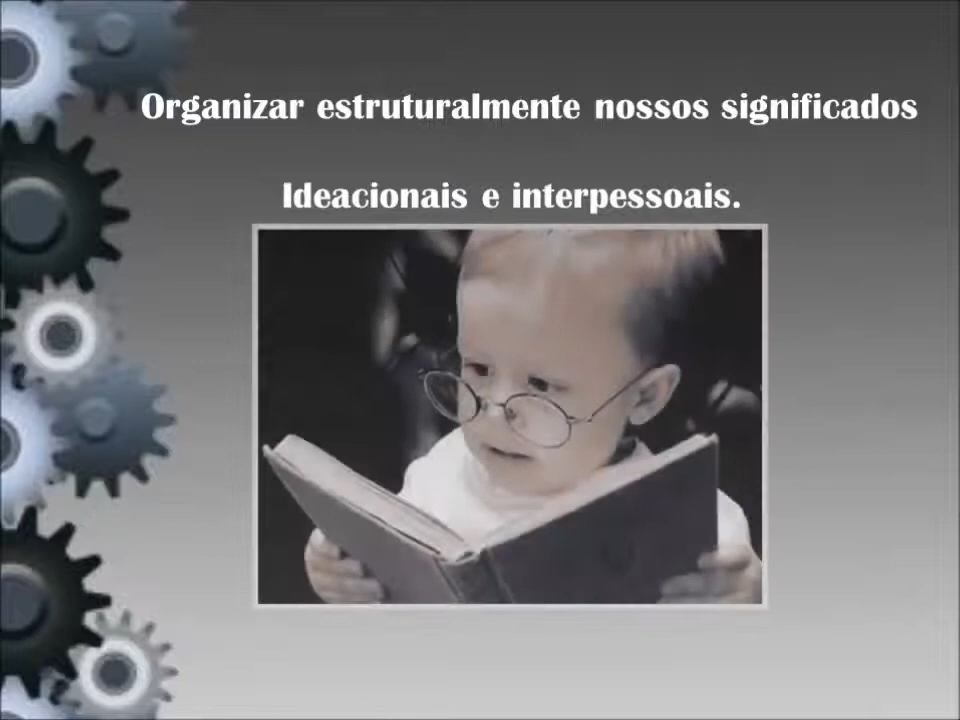 Organizar estruturalmente nossos significados
Ideacionais e interpessoais.